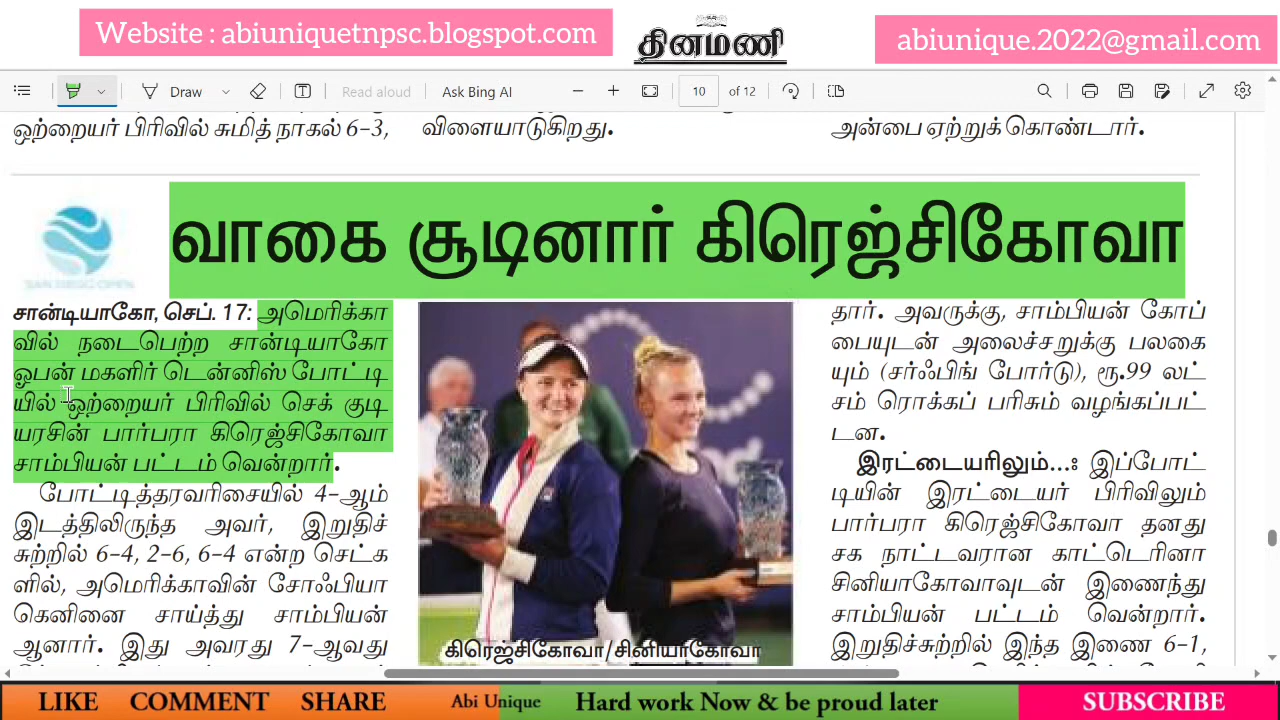 Website : abiuniquetnpsc.blogspot.com
தினமணி
abiunique.2022@gmail.com
Draw
Read aloud
Ask Bing AI
10 of 12
ஒற்றையர் பிரிவில் சுமித் நாகல் 6-3,
விளையாடுகிறது.
அன்பை ஏற்றுக் கொண்டார்.
SAN DIEGO OPEN
வாகை சூடினார் கிரெஜ்சிகோவா
சான்டியாகோ, செப். 17: அமெரிக்கா
வில் நடைபெற்ற சான்டியாகோ
ஓபன் மகளிர் டென்னிஸ் போட்டி
யில் ஒற்றையர் பிரிவில் செக் குடி
யரசின் பார்பரா கிரெஜ்சிகோவா
சாம்பியன் பட்டம் வென்றார்.
போட்டித்தரவரிசையில் 4-ஆம்
இடத்திலிருந்த அவர், இறுதிச்
சுற்றில் 6-4, 2-6, 6-4 என்ற செட்க
ளில், அமெரிக்காவின் சோஃபியா
கெனினை சாய்த்து சாம்பியன்
ஆனார். இது அவரது 7-ஆவது
கிரெஜ்சிகோவா/சினியாகோவா
தார். அவருக்கு, சாம்பியன் கோப்
பையுடன் அலைச்சறுக்கு பலகை
யும் (சர்ஃபிங் போர்டு), ரூ.99 லட்
சம் ரொக்கப் பரிசும் வழங்கப்பட்
டன.
இரட்டையரிலும்...: இப்போட்
டியின் இரட்டையர் பிரிவிலும்
பார்பரா கிரெஜ்சிகோவா தனது
சக நாட்டவரான காட்டெரினா
சினியாகோவாவுடன் இணைந்து
சாம்பியன் பட்டம் வென்றார்.
இறுதிச்சுற்றில் இந்த இணை 6-1,
LIKE COMMENT SHARE
Abi Unique
Hard work Now & be proud later
SUBSCRIBE